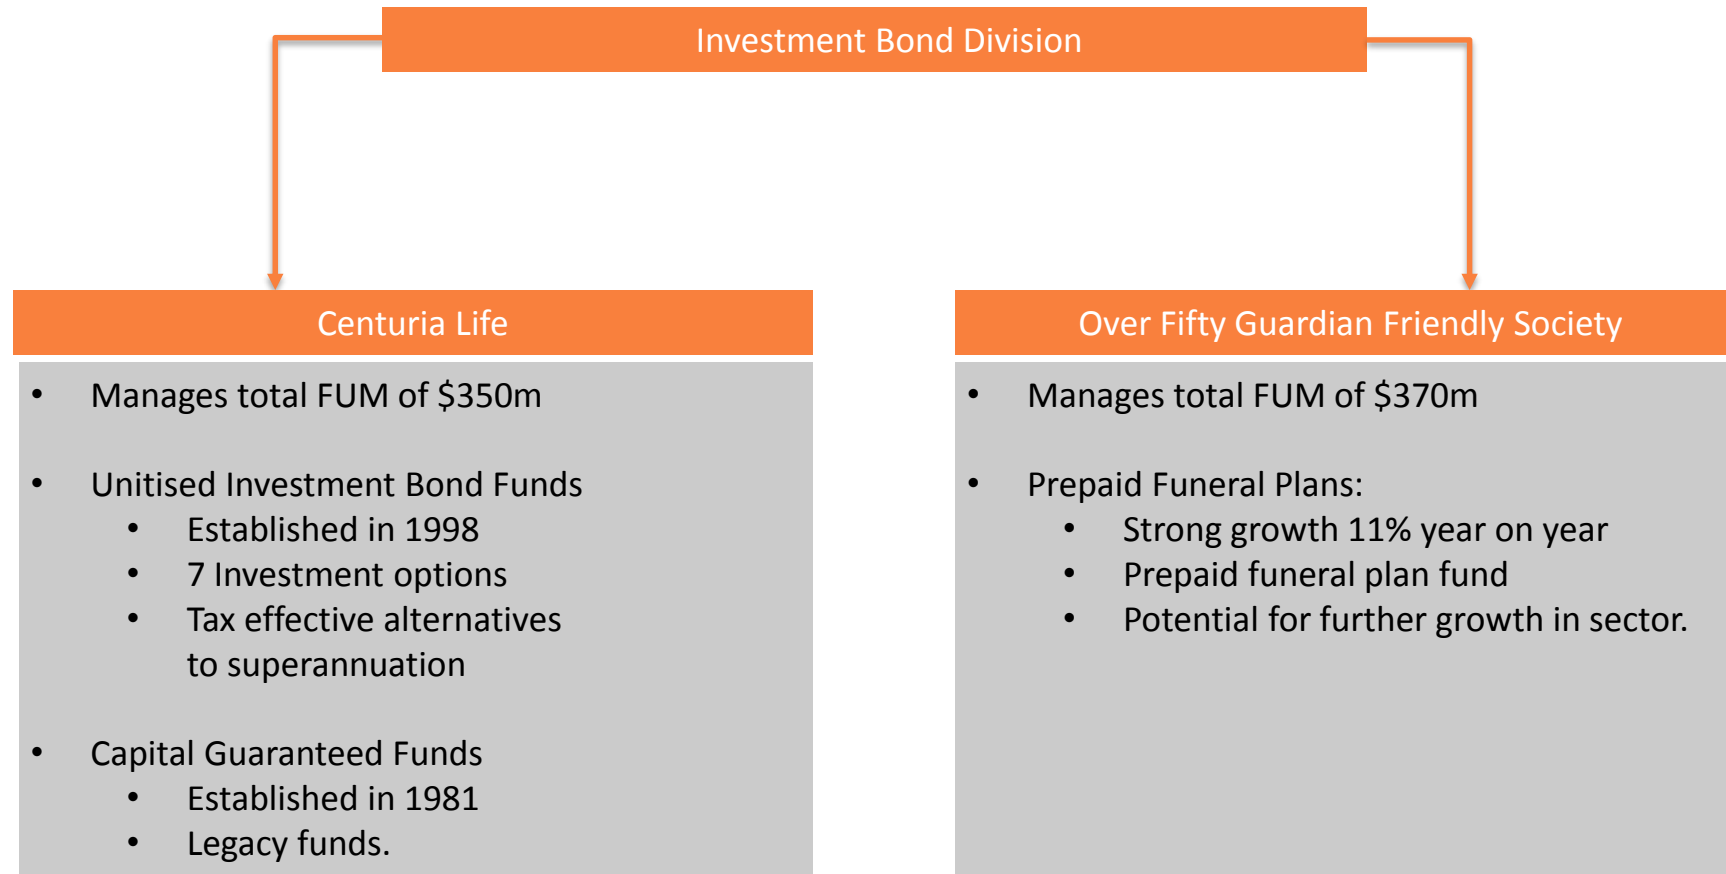 Investment Bond Division
Centuria Life
• Manages total FUM of $350m
• Unitised Investment Bond Funds
• Established in 1998
• 7 Investment options
• Tax effective alternatives
to superannuation
• Capital Guaranteed Funds
• Established in 1981
• Legacy funds.
Over Fifty Guardian Friendly Society
• Manages total FUM of $370m
• Prepaid Funeral Plans:
• Strong growth 11% year on year
• Prepaid funeral plan fund
• Potential for further growth in sector.